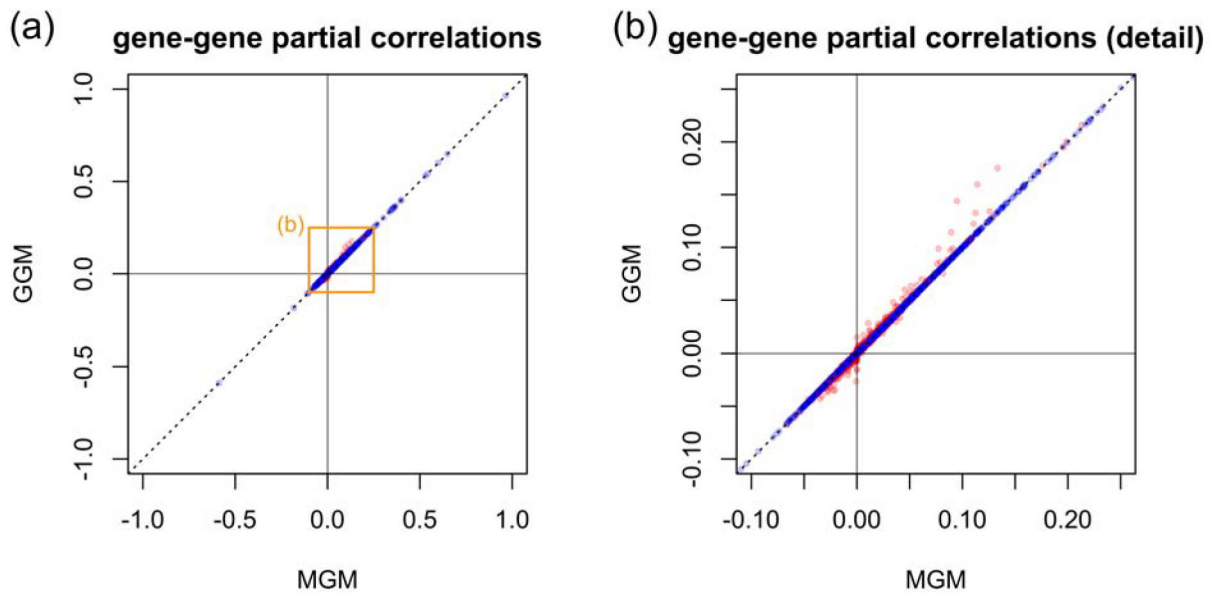 (a)
gene-gene partial correlations
1.0
0.5
0.0
-0.5
-1.0
GGM
(b)
-1.0 -0.5 0.0 0.5 1.0
MGM
(b)
gene-gene partial correlations (detail)
0.20
0.10
0.00
-0.10
GGM
-0.10 0.00 0.10 0.20
MGM